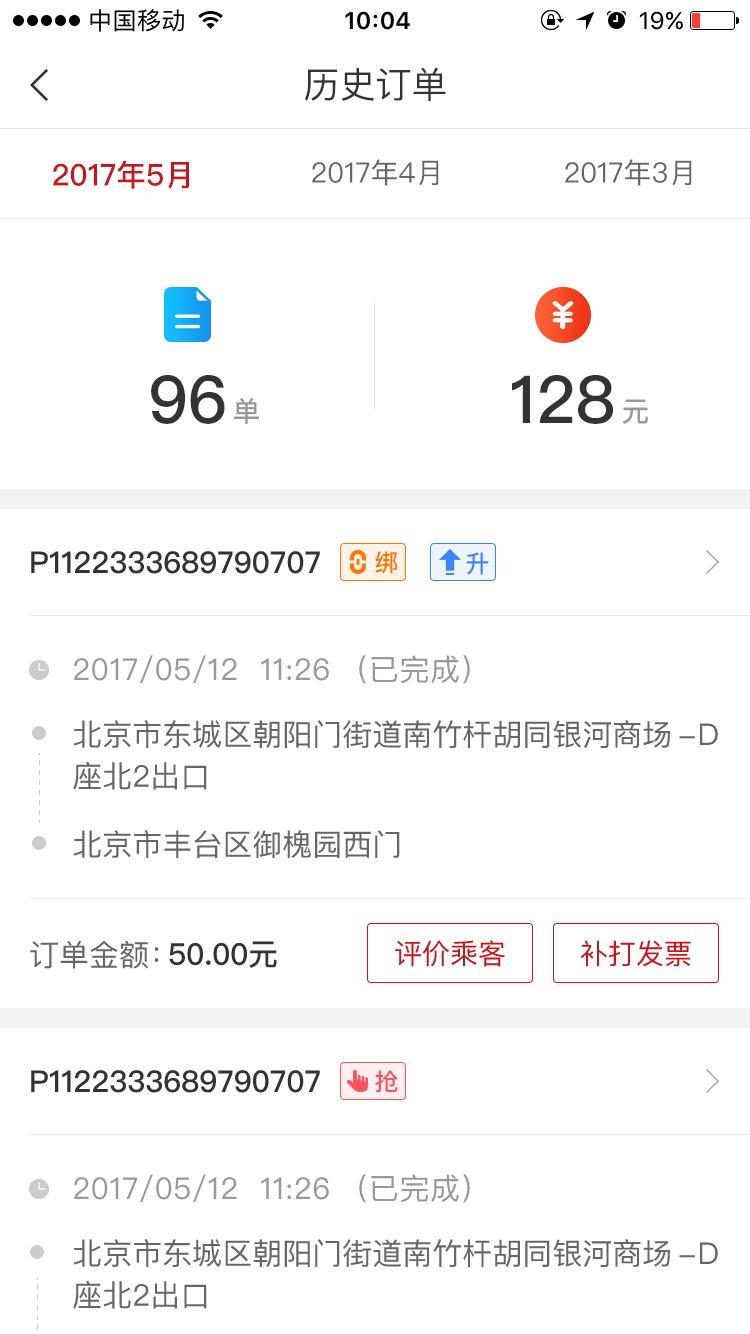 中国移动 10:04 19%
历史订单
2017年5月 2017年4月 2017年3月
96单 128元
P1122333689790707 绑 升
2017/05/12 11:26 （已完成）
北京市东城区朝阳门街道南竹杆胡同银河商场 –D
座北2出口
北京市丰台区御槐园西门
订单金额: 50.00元 评价乘客 补打发票
P1122333689790707 抢
2017/05/12 11:26 （已完成）
北京市东城区朝阳门街道南竹杆胡同银河商场 –D
座北2出口